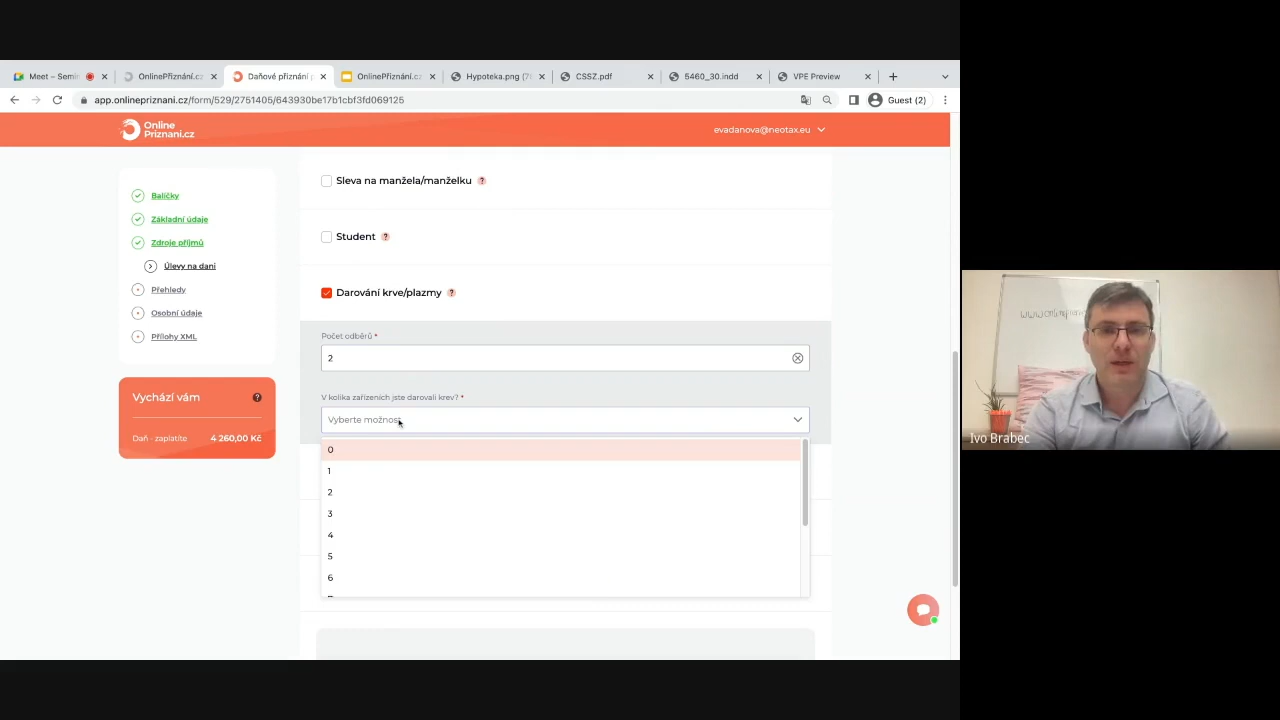 Meet – Semin
OnlinePřiznání.cz
Daňové přiznání p
OnlinePřiznání.cz
Hypoteka.png (7
CSSZ.pdf
5460_30.indd
VPE Preview
app.onlinepriznani.cz/form/529/2751405/643930be17b1cbf3fd069125
Guest (2)
Online
Priznani.cz
evadanova@neotax.eu
Balíčky
Základní údaje
Zdroje příjmů
Úlevy na dani
Přehledy
Osobní údaje
Přílohy XML
Vychází vám
Daň - zaplatíte 4 260,00 Kč
Sleva na manžela/manželku ?
Student ?
Darování krve/plazmy ?
Počet odběrů *
2
V kolika zařízeních jste darovali krev? *
Vyberte možnost
0
1
2
3
4
5
6
Ivo Brabec